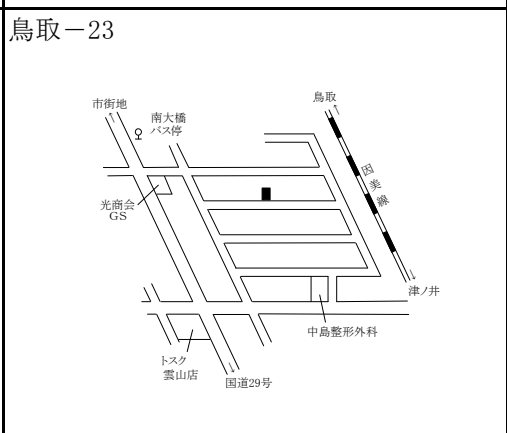 鳥取－23
鳥取
市街地
南大橋
バス停
因美線
光商会
GS
津ノ井
中島整形外科
トスク
雲山店
国道29号